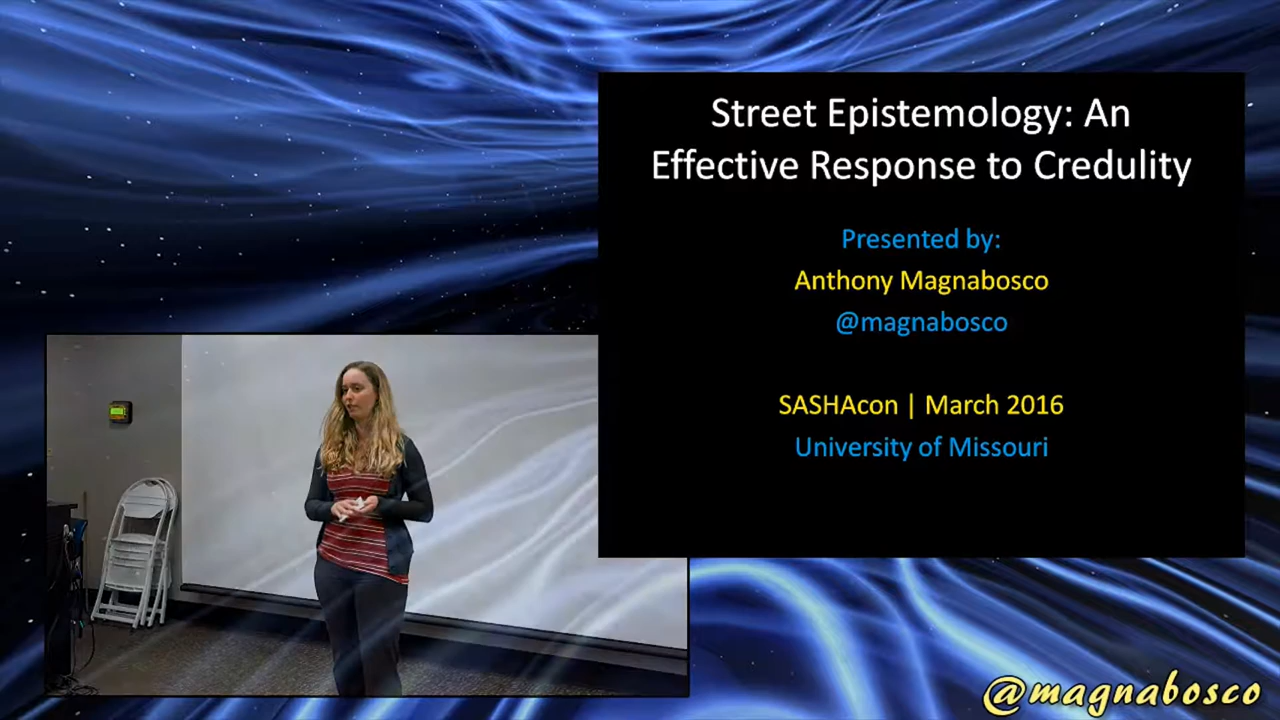 Street Epistemology: An
Effective Response to Credulity
Presented by:
Anthony Magnabosco
@magnabosco
SASHAcon | March 2016
University of Missouri
@magnabosco